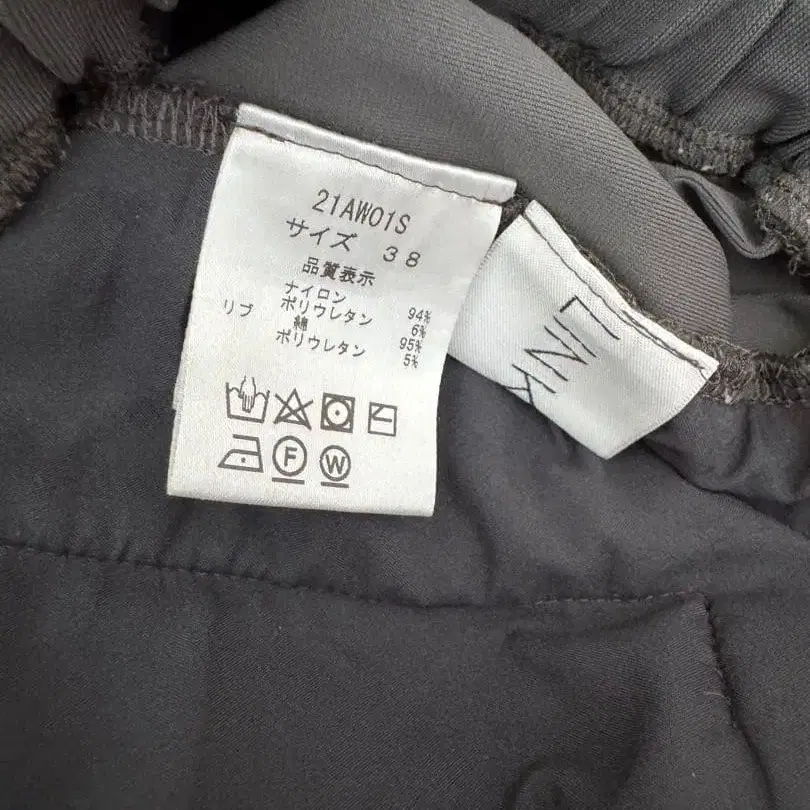 21AW01S
サイズ 38
品質表示
ナイロン 94%
ポリウレタン 6%
リブ 綿 95%
ポリウレタン 5%
F W
LINK